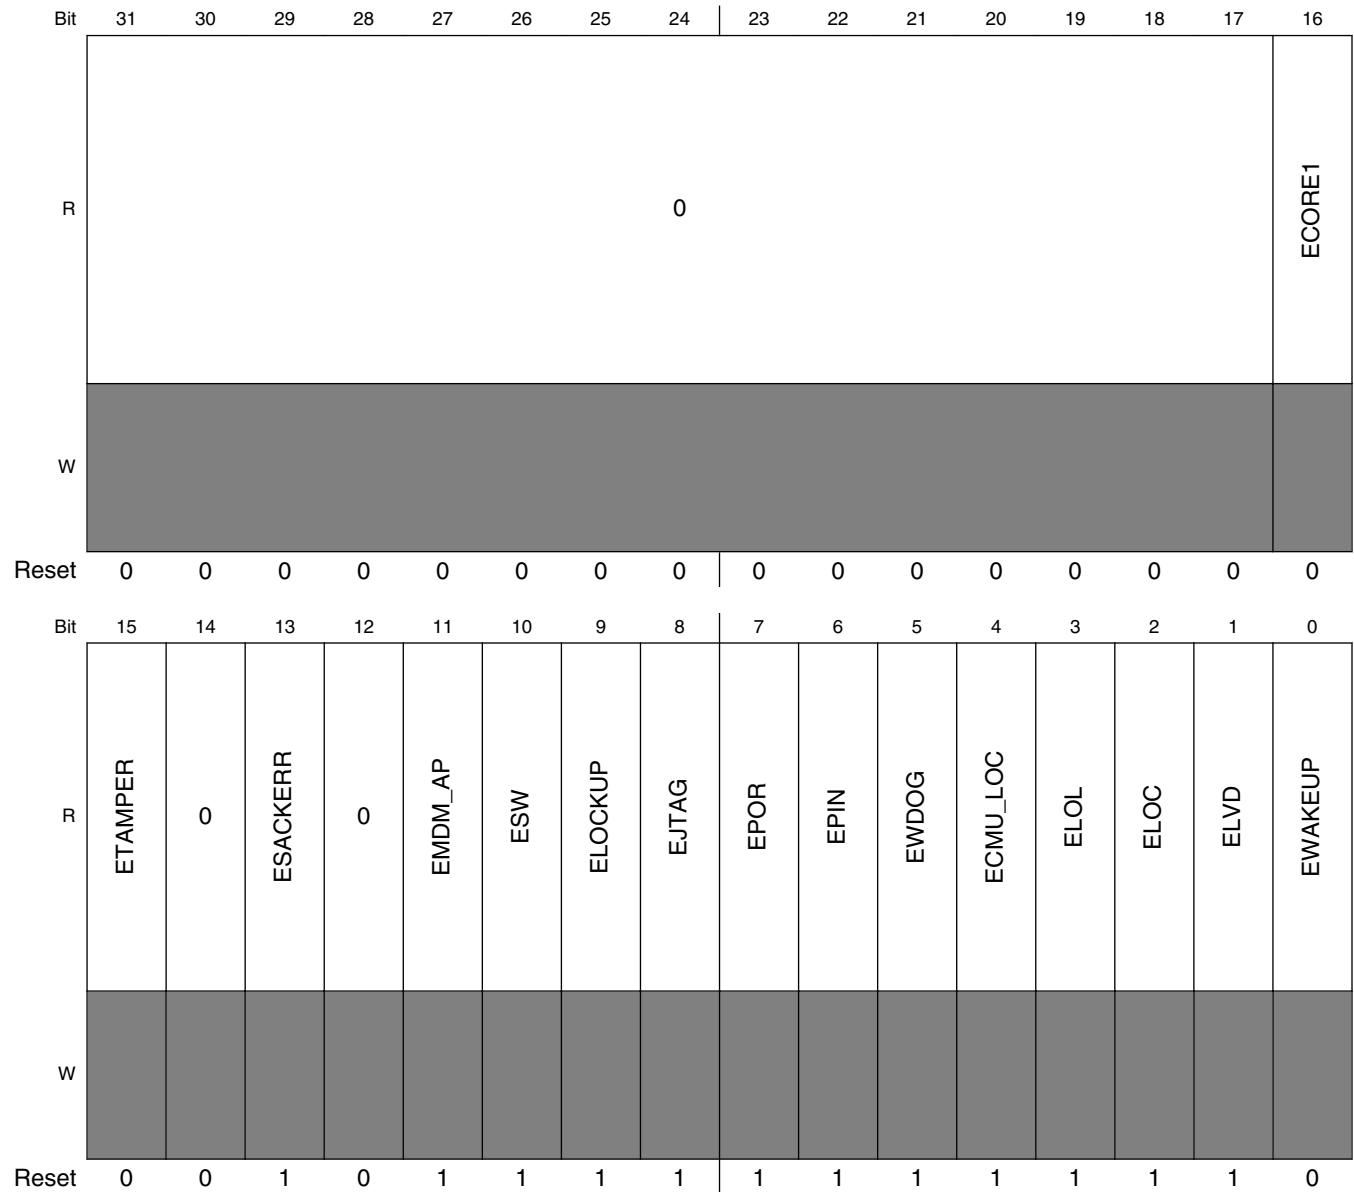 Bit 31 30 29 28 27 26 25 24 23 22 21 20 19 18 17 16
R 0 ECORE1
W
Reset 0 0 0 0 0 0 0 0 0 0 0 0 0 0 0 0
Bit 15 14 13 12 11 10 9 8 7 6 5 4 3 2 1 0
R ETAMPER 0 ESACKERR 0 EMDM_AP ESW ELOCKUP EJTAG EPOR EPIN EWDOG ECMU_LOC ELOL ELOC ELVD EWAKEUP
W
Reset 0 0 1 0 1 1 1 1 1 1 1 1 1 1 1 0